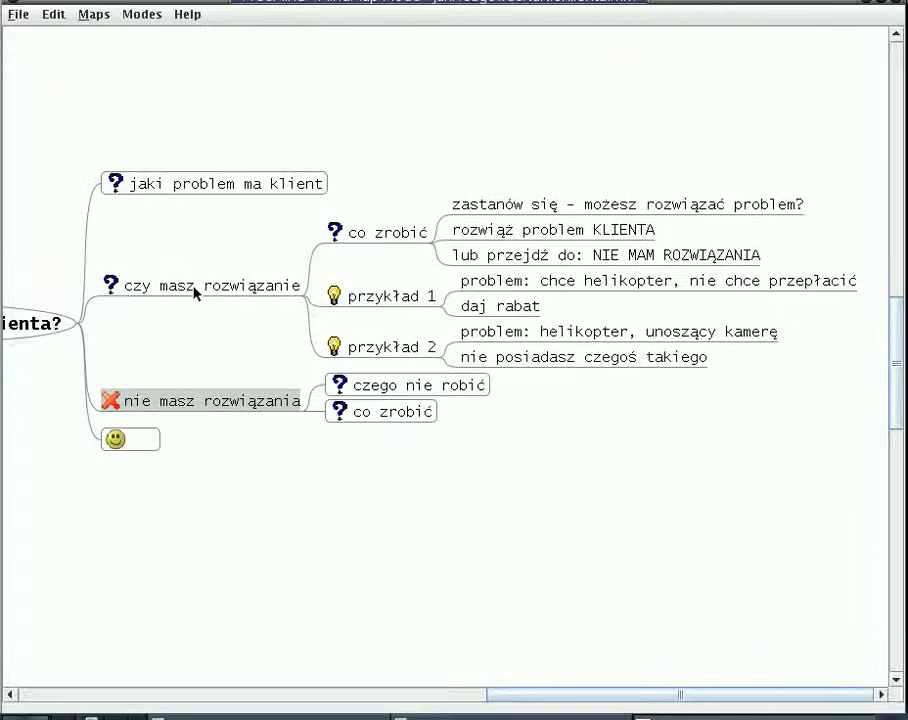 File Edit Maps Modes Help
jaki problem ma klient
zastanów się - możesz rozwiązać problem?
co zrobić
rozwiąż problem KLIENTA
lub przejdź do: NIE MAM ROZWIĄZANIA
czy masz rozwiązanie
problem: chce helikopter, nie chce przepłacić
przykład 1
daj rabat
ienta?
problem: helikopter, unoszący kamerę
przykład 2
nie posiadasz czegoś takiego
czego nie robić
nie masz rozwiązania
co zrobić